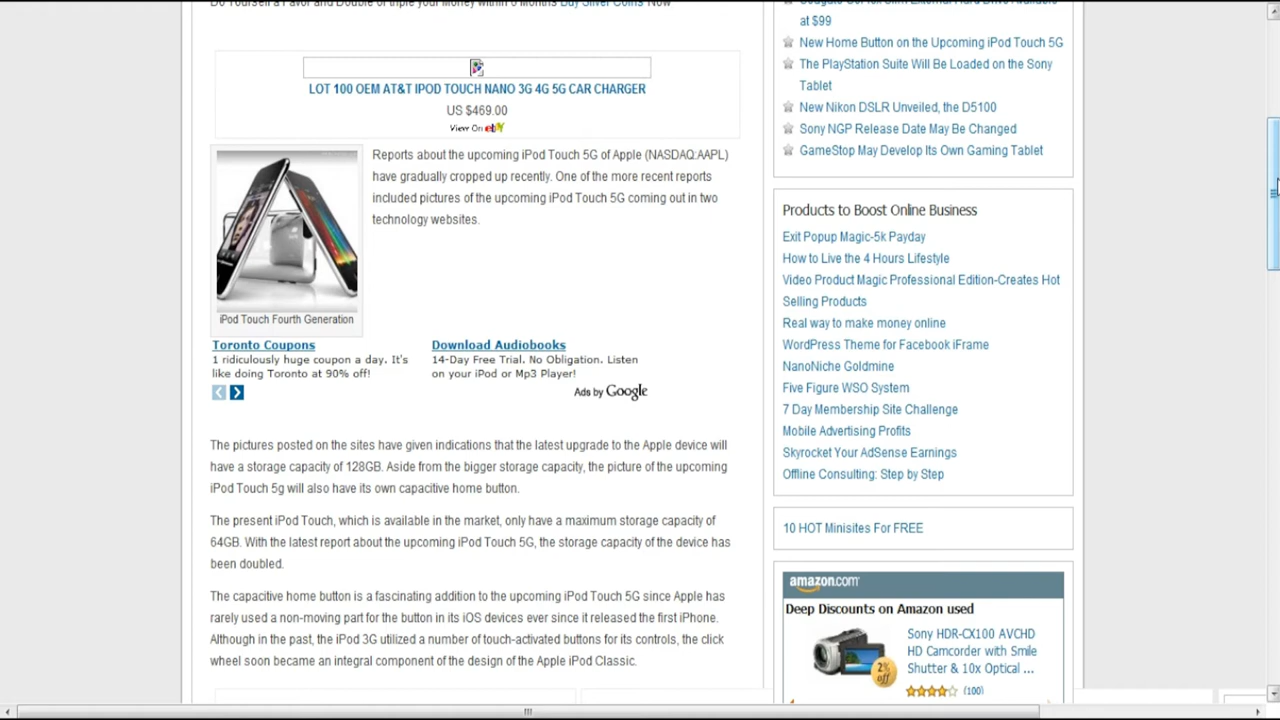 Do Yourself a Favor and Double or triple your Money within 6 Months Buy Silver Coins Now
LOT 100 OEM AT&T IPOD TOUCH NANO 3G 4G 5G CAR CHARGER
US $469.00
View On ebY
Reports about the upcoming iPod Touch 5G of Apple (NASDAQ:AAPL)
have gradually cropped up recently. One of the more recent reports
included pictures of the upcoming iPod Touch 5G coming out in two
technology websites.
iPod Touch Fourth Generation
Toronto Coupons
1 ridiculously huge coupon a day. It's
like doing Toronto at 90% off!
Download Audiobooks
14-Day Free Trial. No Obligation. Listen
on your iPod or Mp3 Player!
Ads by Google
The pictures posted on the sites have given indications that the latest upgrade to the Apple device will
have a storage capacity of 128GB. Aside from the bigger storage capacity, the picture of the upcoming
iPod Touch 5g will also have its own capacitive home button.
The present iPod Touch, which is available in the market, only have a maximum storage capacity of
64GB. With the latest report about the upcoming iPod Touch 5G, the storage capacity of the device has
been doubled.
The capacitive home button is a fascinating addition to the upcoming iPod Touch 5G since Apple has
rarely used a non-moving part for the button in its iOS devices ever since it released the first iPhone.
Although in the past, the iPod 3G utilized a number of touch-activated buttons for its controls, the click
wheel soon became an integral component of the design of the Apple iPod Classic.
at $99
New Home Button on the Upcoming iPod Touch 5G
The PlayStation Suite Will Be Loaded on the Sony
Tablet
New Nikon DSLR Unveiled, the D5100
Sony NGP Release Date May Be Changed
GameStop May Develop Its Own Gaming Tablet
Products to Boost Online Business
Exit Popup Magic-5k Payday
How to Live the 4 Hours Lifestyle
Video Product Magic Professional Edition-Creates Hot
Selling Products
Real way to make money online
WordPress Theme for Facebook iFrame
NanoNiche Goldmine
Five Figure WSO System
7 Day Membership Site Challenge
Mobile Advertising Profits
Skyrocket Your AdSense Earnings
Offline Consulting: Step by Step
10 HOT Minisites For FREE
amazon.com
Deep Discounts on Amazon used
Sony HDR-CX100 AVCHD
HD Camcorder with Smile
Shutter & 10x Optical ...
2%
off
(100)